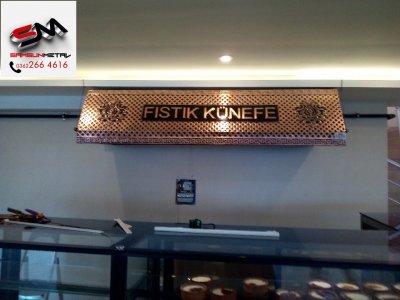 SM
SAMSUNMETAL
0362 266 4616
FISTIK KÜNEFE